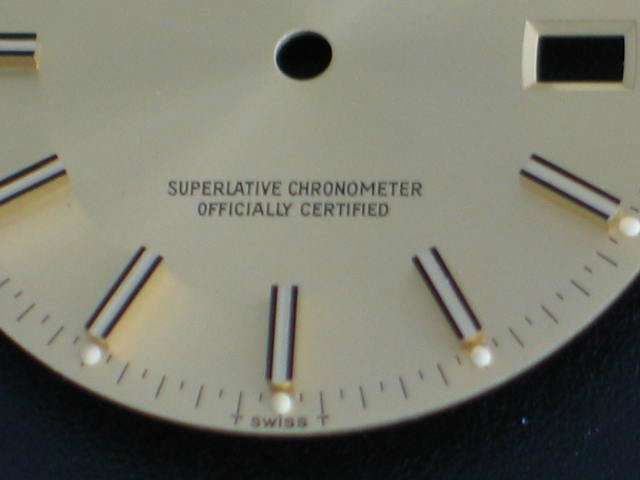 SUPERLATIVE CHRONOMETER
OFFICIALLY CERTIFIED
T swiss T